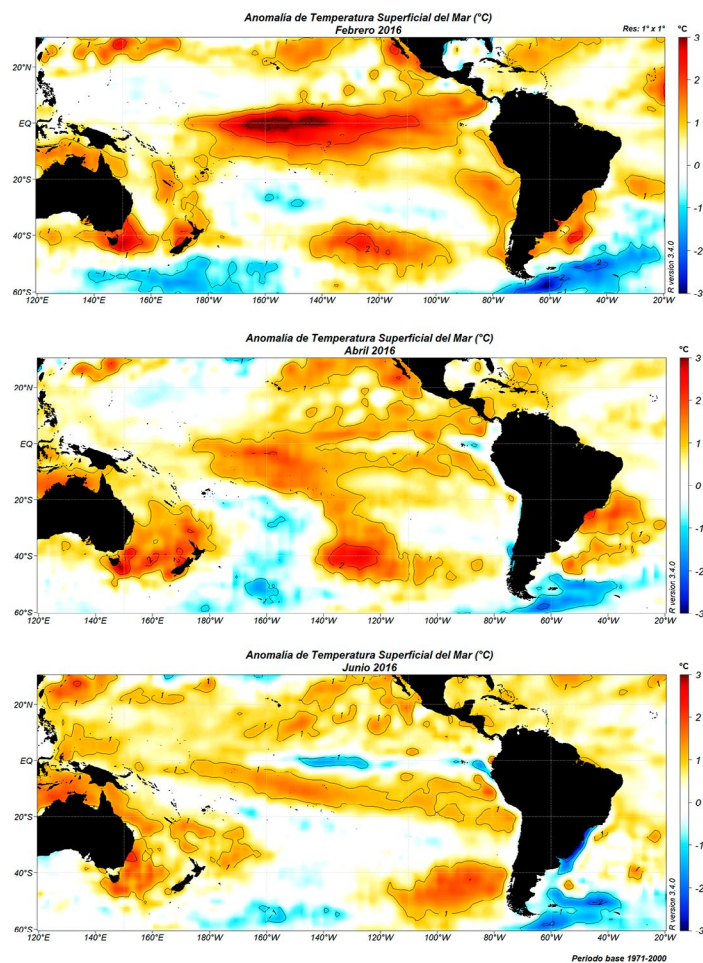 Anomalía de Temperatura Superficial del Mar (°C)
Febrero 2016
Res: 1° x 1°
°C
3
2
1
0
-1
-2
-3
20°N
EQ
20°S
40°S
60°S
120°E 140°E 160°E 180°W 160°W 140°W 120°W 100°W 80°W 60°W 40°W 20°W
R version 3.4.0
Anomalía de Temperatura Superficial del Mar (°C)
Abril 2016
°C
3
2
1
0
-1
-2
-3
20°N
EQ
20°S
40°S
60°S
120°E 140°E 160°E 180°W 160°W 140°W 120°W 100°W 80°W 60°W 40°W 20°W
R version 3.4.0
Anomalía de Temperatura Superficial del Mar (°C)
Junio 2016
°C
3
2
1
0
-1
-2
-3
20°N
EQ
20°S
40°S
60°S
120°E 140°E 160°E 180°W 160°W 140°W 120°W 100°W 80°W 60°W 40°W 20°W
R version 3.4.0
Periodo base 1971-2000